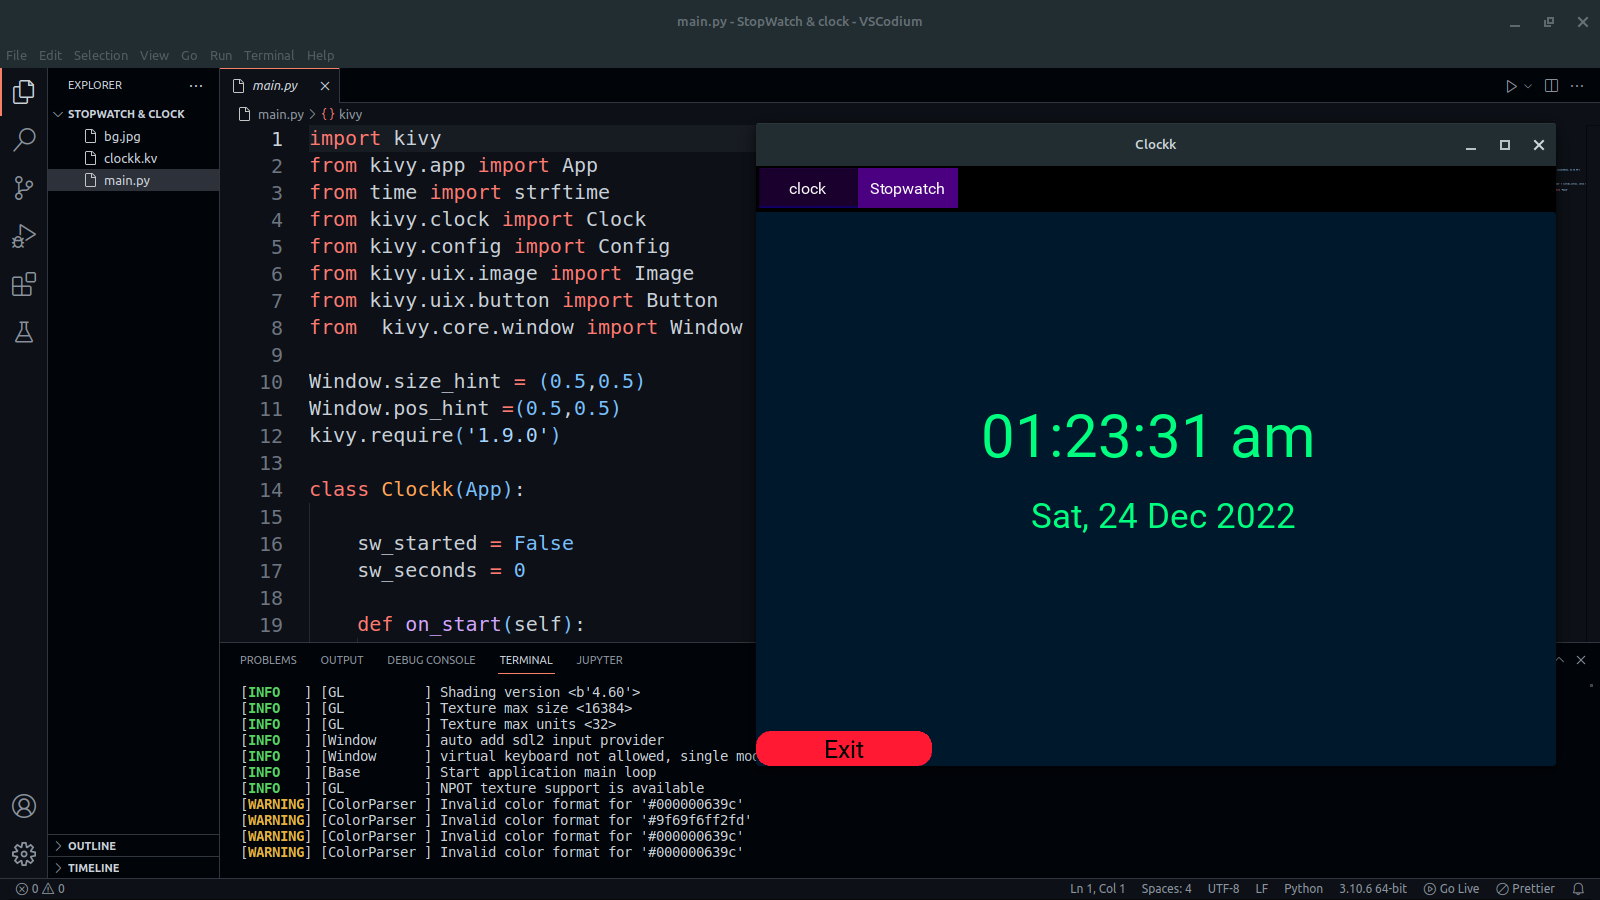 main.py - StopWatch & clock - VSCodium
File Edit Selection View Go Run Terminal Help
EXPLORER
STOPWATCH & CLOCK
bg.jpg
clockk.kv
main.py
OUTLINE
TIMELINE
main.py
main.py > {} kivy
1 import kivy
2 from kivy.app import App
3 from time import strftime
4 from kivy.clock import Clock
5 from kivy.config import Config
6 from kivy.uix.image import Image
7 from kivy.uix.button import Button
8 from  kivy.core.window import Window
9
10 Window.size_hint = (0.5,0.5)
11 Window.pos_hint =(0.5,0.5)
12 kivy.require('1.9.0')
13
14 class Clockk(App):
15
16     sw_started = False
17     sw_seconds = 0
18
19     def on_start(self):
Clockk
clock Stopwatch
01:23:31 am
Sat, 24 Dec 2022
Exit
PROBLEMS OUTPUT DEBUG CONSOLE TERMINAL JUPYTER
[INFO   ] [GL          ] Shading version <b'4.60'>
[INFO   ] [GL          ] Texture max size <16384>
[INFO   ] [GL          ] Texture max units <32>
[INFO   ] [Window      ] auto add sdl2 input provider
[INFO   ] [Window      ] virtual keyboard not allowed, single
[INFO   ] [Base        ] Start application main loop
[INFO   ] [GL          ] NPOT texture support is available
[WARNING] [ColorParser ] Invalid color format for '#000000639c'
[WARNING] [ColorParser ] Invalid color format for '#9f69f6ff2fd'
[WARNING] [ColorParser ] Invalid color format for '#000000639c'
[WARNING] [ColorParser ] Invalid color format for '#000000639c'
0 0 Ln 1, Col 1 Spaces: 4 UTF-8 LF Python 3.10.6 64-bit Go Live Prettier